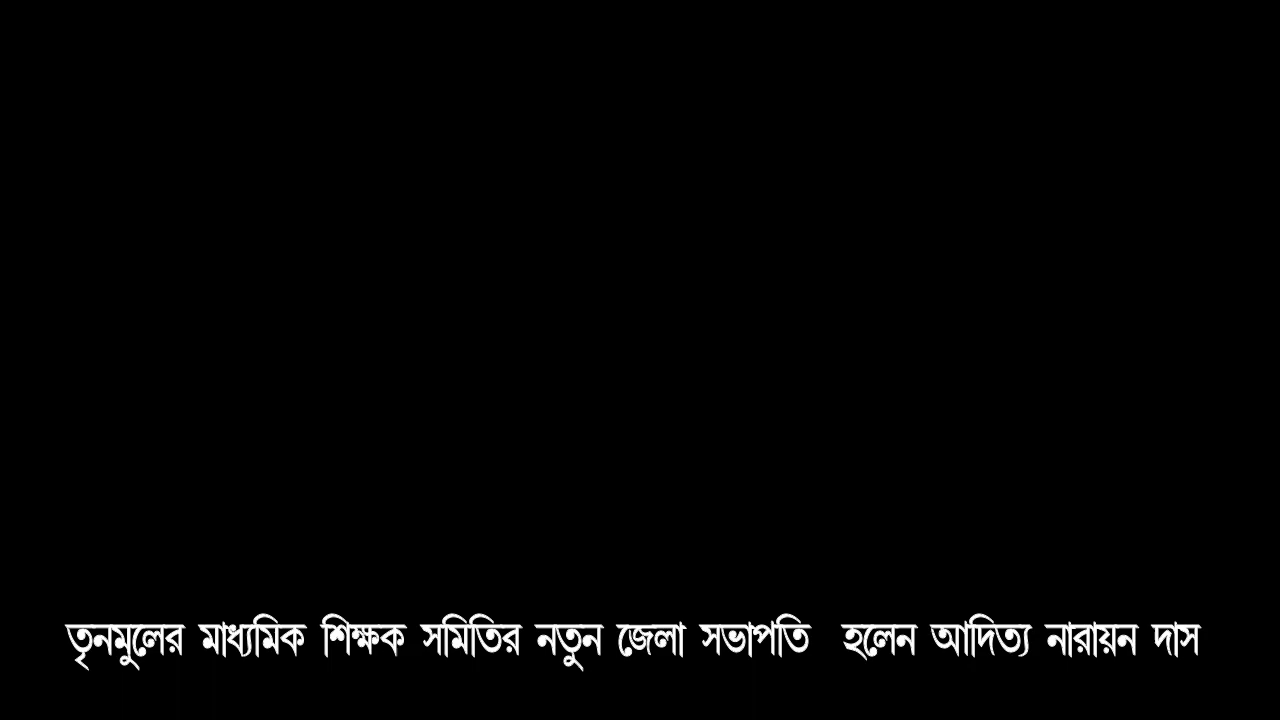 তৃনমুলের মাধ্যমিক শিক্ষক সমিতির নতুন জেলা সভাপতি হলেন আদিত্য নারায়ন দাস